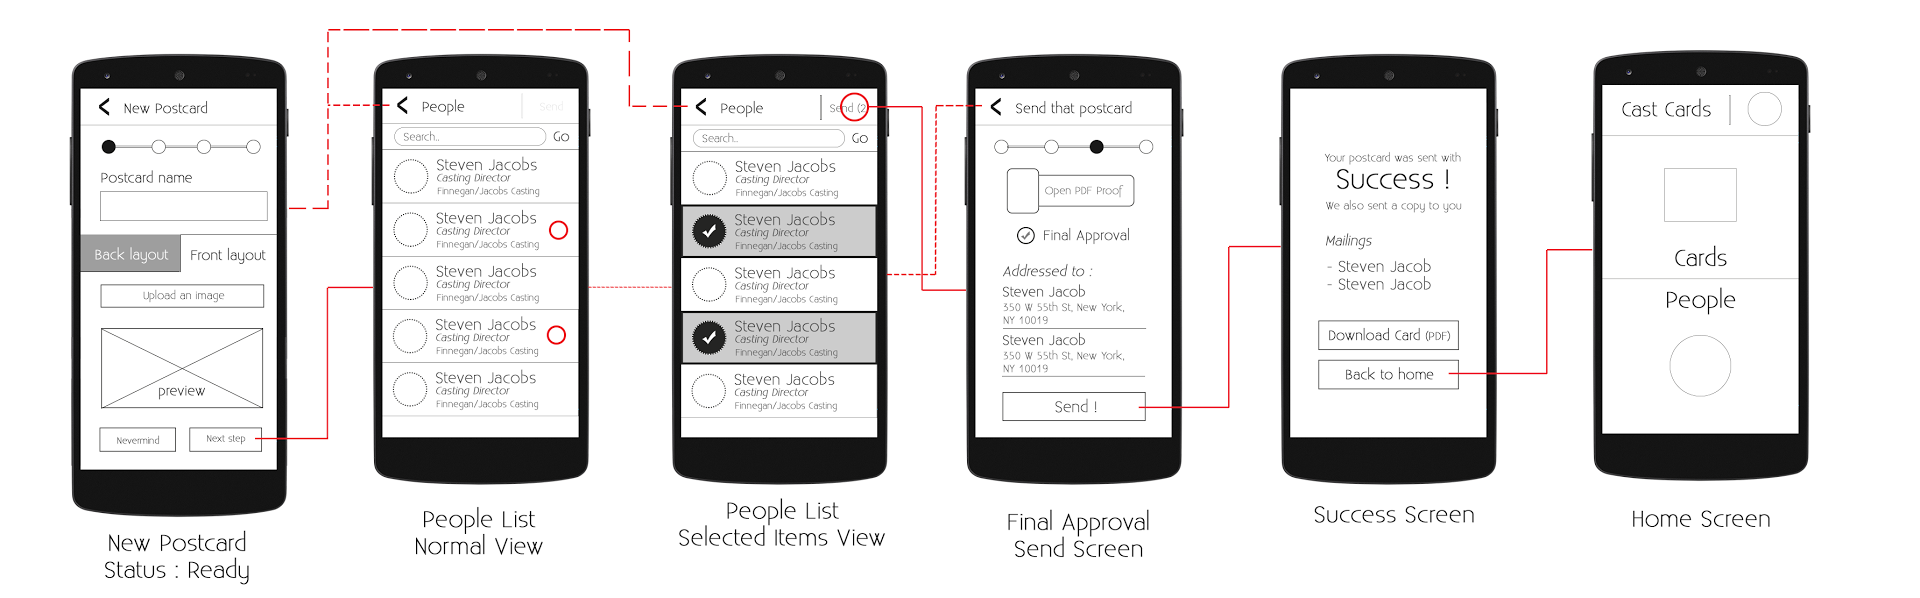 New Postcard
Postcard name
Back layout
Front layout
Upload an image
preview
Nevermind
Next step
New Postcard
Status : Ready
People
Send
Search..
Go
Steven Jacobs
Casting Director
Finnegan/Jacobs Casting
Steven Jacobs
Casting Director
Finnegan/Jacobs Casting
Steven Jacobs
Casting Director
Finnegan/Jacobs Casting
Steven Jacobs
Casting Director
Finnegan/Jacobs Casting
Steven Jacobs
Casting Director
Finnegan/Jacobs Casting
People List
Normal View
People
Send (2)
Search..
Go
Steven Jacobs
Casting Director
Finnegan/Jacobs Casting
Steven Jacobs
Casting Director
Finnegan/Jacobs Casting
Steven Jacobs
Casting Director
Finnegan/Jacobs Casting
Steven Jacobs
Casting Director
Finnegan/Jacobs Casting
Steven Jacobs
Casting Director
Finnegan/Jacobs Casting
People List
Selected Items View
Send that postcard
Open PDF Proof
Final Approval
Addressed to :
Steven Jacob
350 W 55th St, New York,
NY 10019
Steven Jacob
350 W 55th St, New York,
NY 10019
Send !
Final Approval
Send Screen
Your postcard was sent with
Success !
We also sent a copy to you
Mailings
- Steven Jacob
- Steven Jacob
Download Card (PDF)
Back to home
Success Screen
Cast Cards
Cards
People
Home Screen